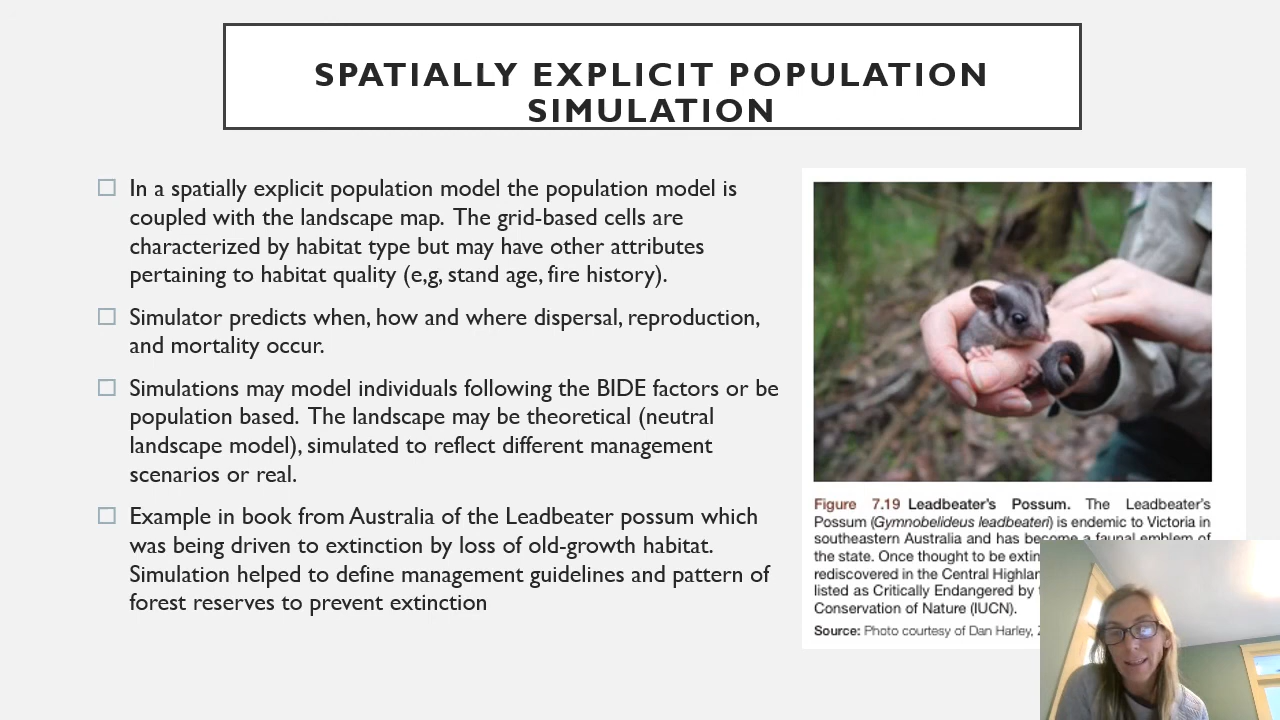 SPATIALLY EXPLICIT POPULATION
SIMULATION
In a spatially explicit population model the population model is
coupled with the landscape map. The grid-based cells are
characterized by habitat type but may have other attributes
pertaining to habitat quality (e,g, stand age, fire history).
Simulator predicts when, how and where dispersal, reproduction,
and mortality occur.
Simulations may model individuals following the BIDE factors or be
population based. The landscape may be theoretical (neutral
landscape model), simulated to reflect different management
scenarios or real.
Example in book from Australia of the Leadbeater possum which
was being driven to extinction by loss of old-growth habitat.
Simulation helped to define management guidelines and pattern of
forest reserves to prevent extinction
Figure 7.19 Leadbeater's Possum. The Leadbeater's
Possum (Gymnobelideus leadbeateri) is endemic to Victoria in
southeastern Australia and has become a faunal emblem of
the state. Once thought to be
rediscovered in the Central
listed as Critically Endangered by
Conservation of Nature (IUCN).
Source: Photo courtesy of Dan Harley,